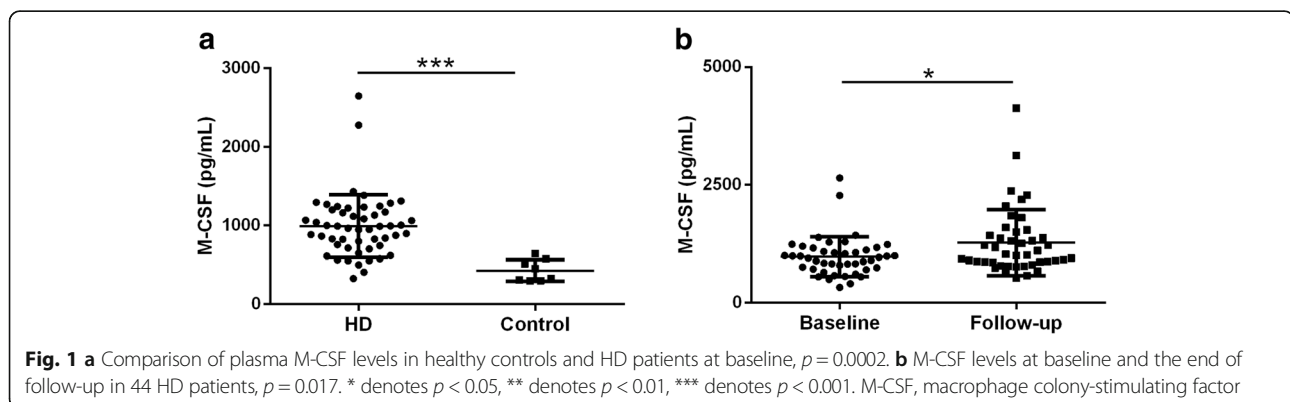 a
b
3000
2000
1000
0
M-CSF (pg/mL)
***
HD
Control
5000
2500
0
M-CSF (pg/mL)
*
Baseline
Follow-up
Fig. 1 a Comparison of plasma M-CSF levels in healthy controls and HD patients at baseline, p = 0.0002. b M-CSF levels at baseline and the end of
follow-up in 44 HD patients, p = 0.017. * denotes p < 0.05, ** denotes p < 0.01, *** denotes p < 0.001. M-CSF, macrophage colony-stimulating factor